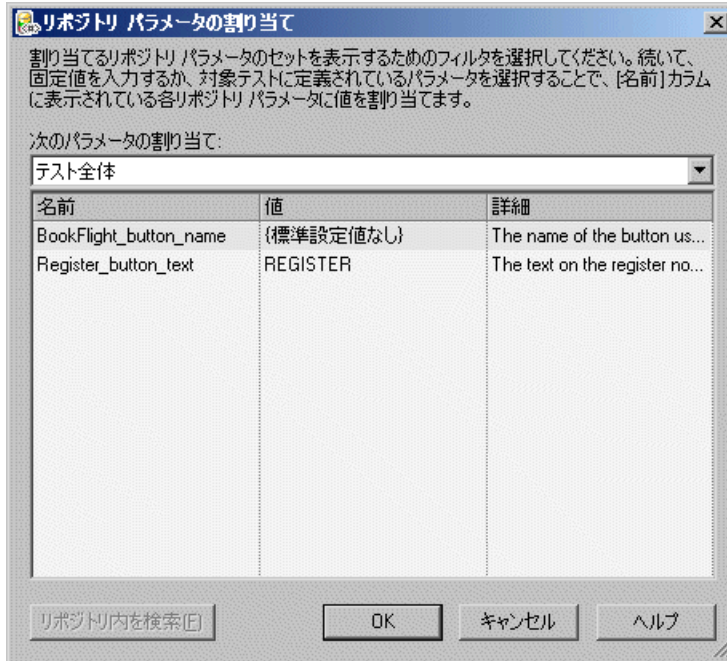 リポジトリ パラメータの割り当て
割り当てるリポジトリ パラメータのセットを表示するためのフィルタを選択してください。続いて、
固定値を入力するか、対象テストに定義されているパラメータを選択することで、[名前]カラム
に表示されている各リポジトリ パラメータに値を割り当てます。
次のパラメータの割り当て:
テスト全体
名前 値 詳細
BookFlight_button_name {標準設定値なし} The name of the button us...
Register_button_text REGISTER The text on the register no...
リポジトリ内を検索(F) OK キャンセル ヘルプ